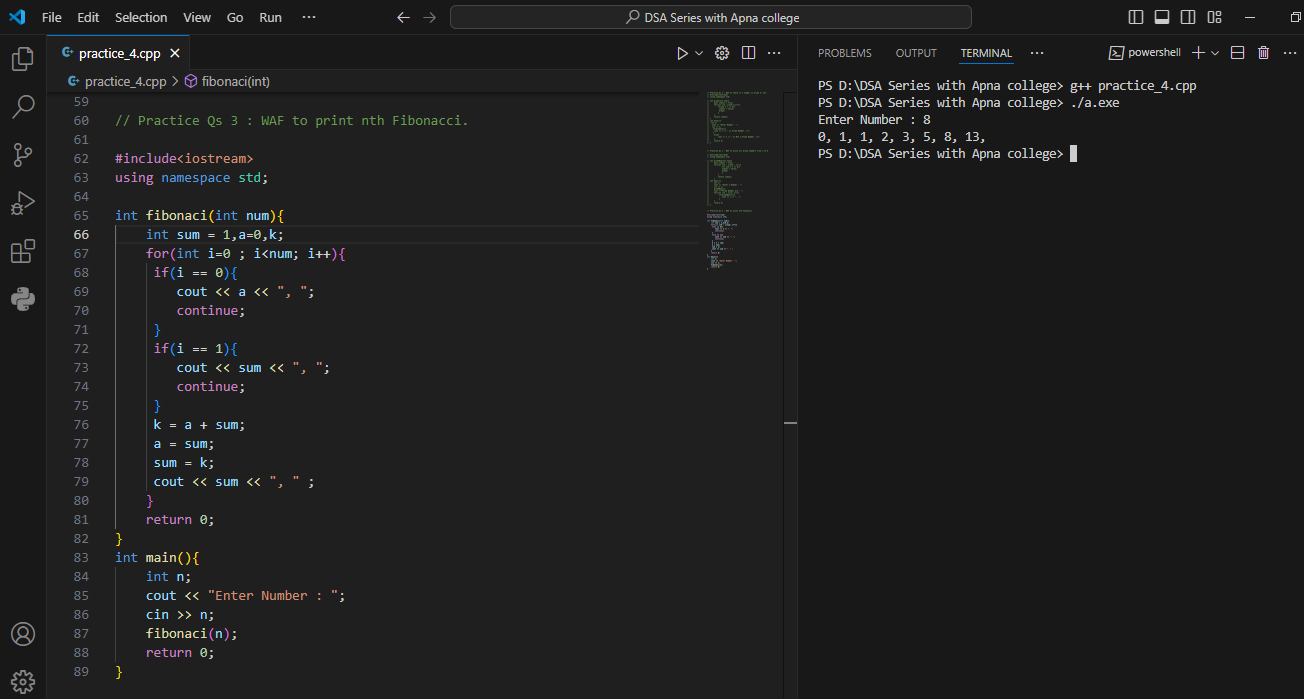 File Edit Selection View Go Run ··· DSA Series with Apna college
practice_4.cpp
practice_4.cpp > fibonaci(int)
59
60 // Practice Qs 3 : WAF to print nth Fibonacci.
61
62 #include<iostream>
63 using namespace std;
64
65 int fibonaci(int num){
66     int sum = 1,a=0,k;
67     for(int i=0 ; i<num; i++){
68      if(i == 0){
69         cout << a << ", ";
70         continue;
71      }
72      if(i == 1){
73         cout << sum << ", ";
74         continue;
75      }
76      k = a + sum;
77      a = sum;
78      sum = k;
79      cout << sum << ", " ;
80     }
81     return 0;
82 }
83 int main(){
84     int n;
85     cout << "Enter Number : ";
86     cin >> n;
87     fibonaci(n);
88     return 0;
89 }
PROBLEMS OUTPUT TERMINAL ··· powershell
PS D:\DSA Series with Apna college> g++ practice_4.cpp
PS D:\DSA Series with Apna college> ./a.exe
Enter Number : 8
0, 1, 1, 2, 3, 5, 8, 13,
PS D:\DSA Series with Apna college>